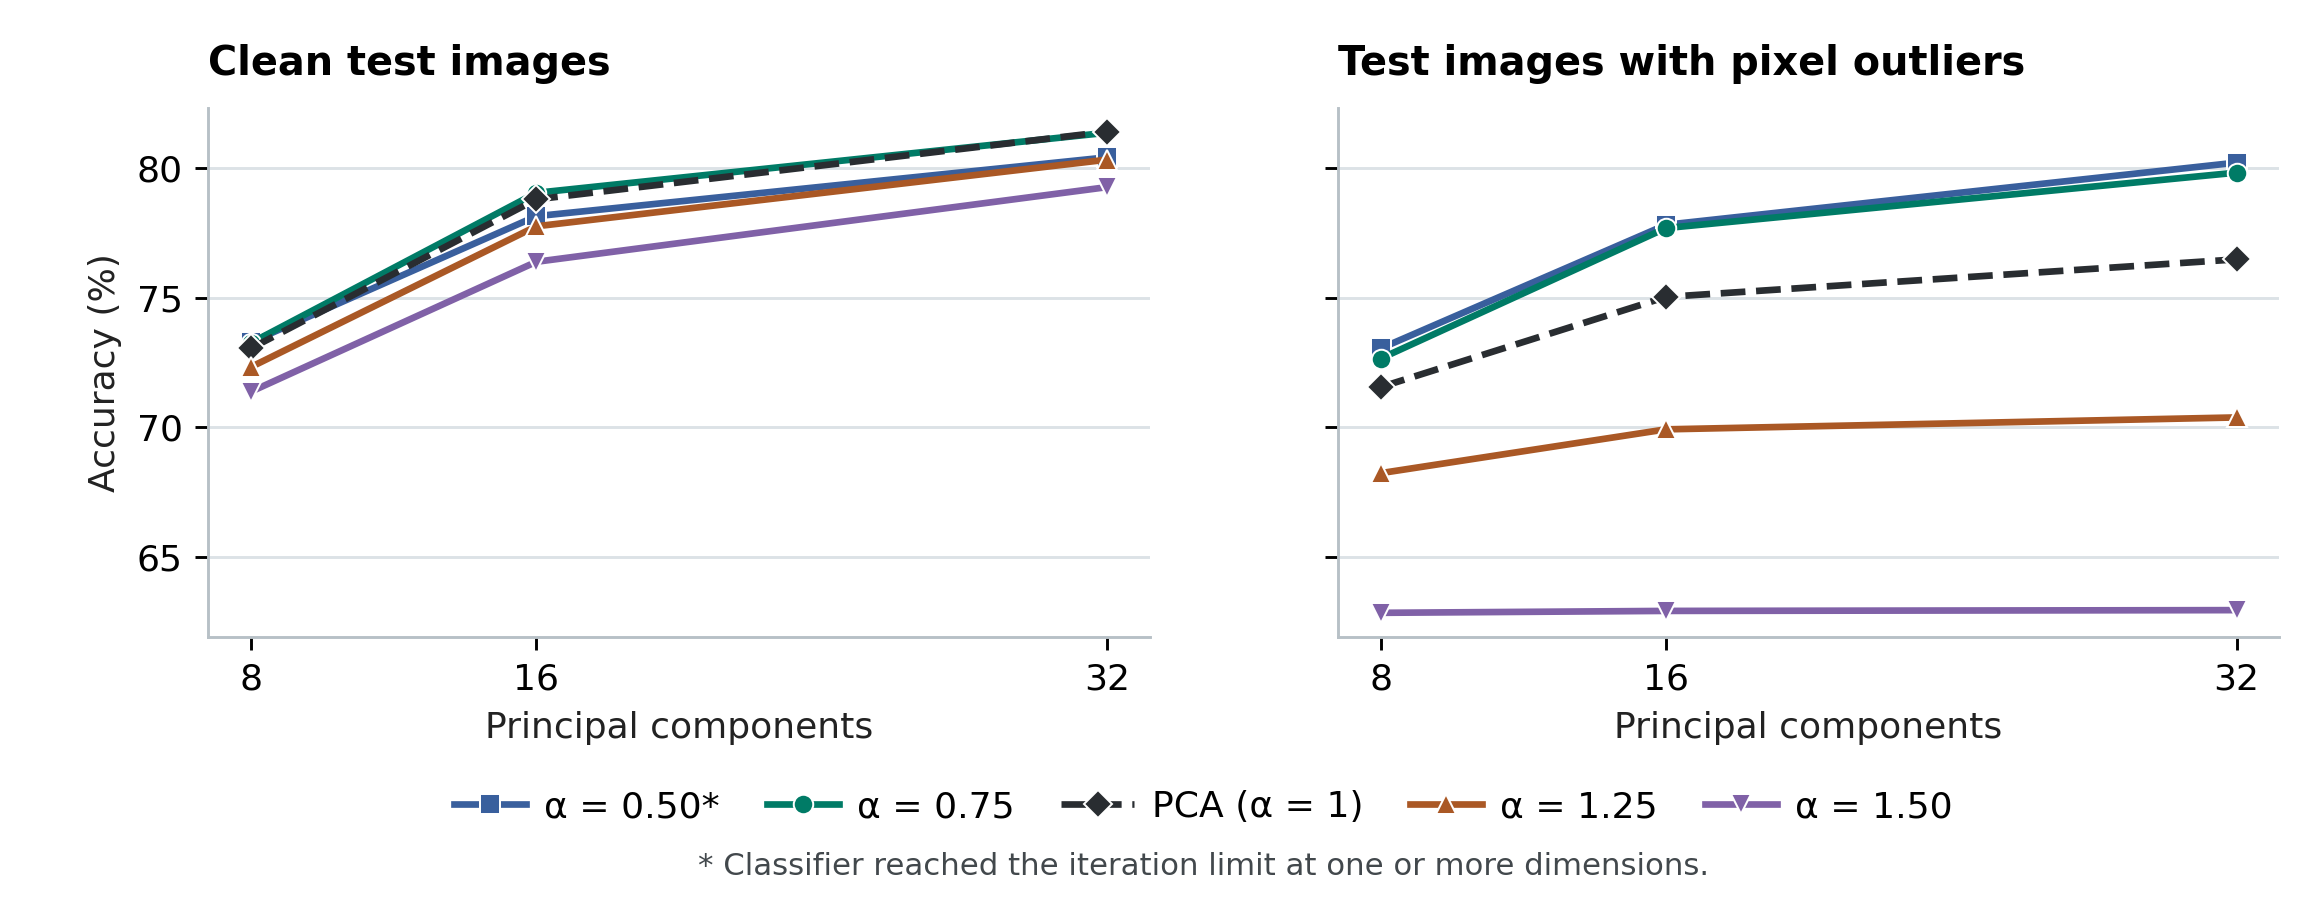 Clean test images
Test images with pixel outliers
Accuracy (%)
80
75
70
65
8
16
32
8
16
32
Principal components
Principal components
α = 0.50*
α = 0.75
PCA (α = 1)
α = 1.25
α = 1.50
* Classifier reached the iteration limit at one or more dimensions.